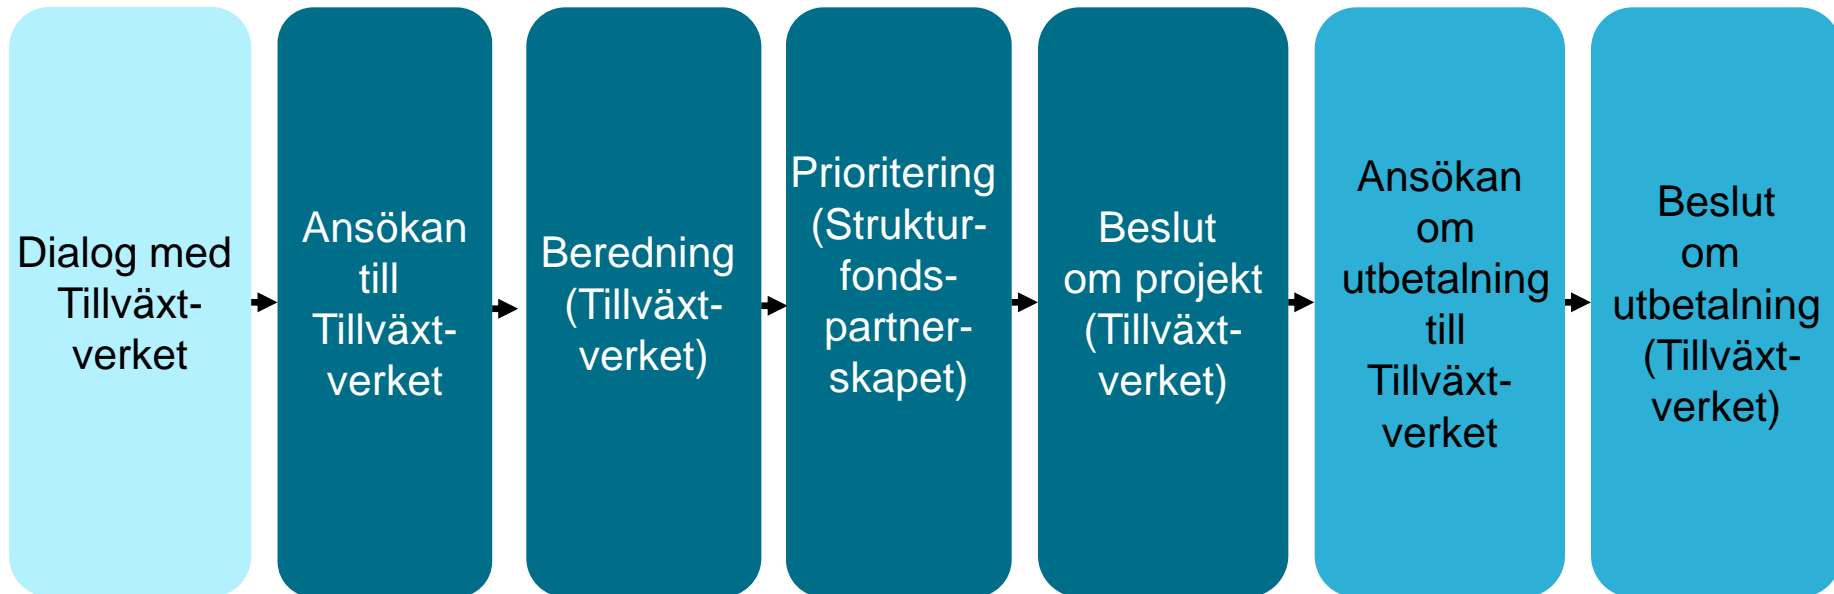 Dialog med
Tillväxt-
verket
Ansökan
till
Tillväxt-
verket
Beredning
(Tillväxt-
verket)
Prioritering
(Struktur-
fonds-
partner-
skapet)
Beslut
om projekt
(Tillväxt-
verket)
Ansökan
om
utbetalning
till
Tillväxt-
verket
Beslut
om
utbetalning
(Tillväxt-
verket)